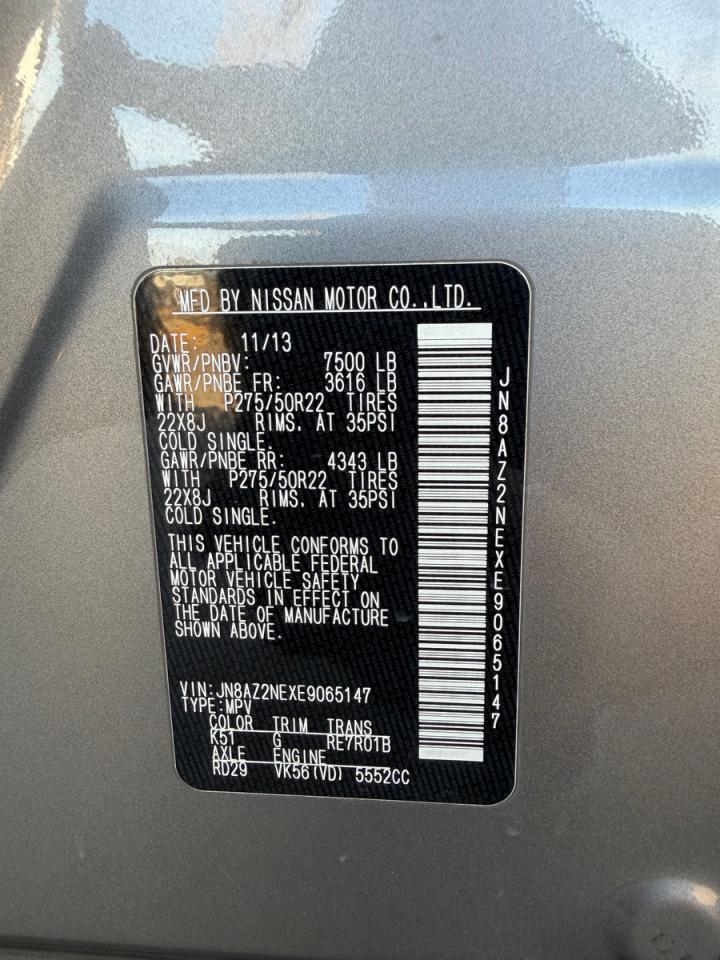 MFD BY NISSAN MOTOR CO.,LTD.
DATE: 11/13
GVWR/PNBV: 7500 LB
GAWR/PNBE FR: 3616 LB
WITH P275/50R22 TIRES
22X8J RIMS, AT 35PSI
COLD SINGLE.
GAWR/PNBE RR: 4343 LB
WITH P275/50R22 TIRES
22X8J RIMS, AT 35PSI
COLD SINGLE.
THIS VEHICLE CONFORMS TO
ALL APPLICABLE FEDERAL
MOTOR VEHICLE SAFETY
STANDARDS IN EFFECT ON
THE DATE OF MANUFACTURE
SHOWN ABOVE.
VIN:JN8AZ2NEXE9065147
TYPE:MPV
COLOR TRIM TRANS
K51 G RE7R01B
AXLE ENGINE
RD29 VK56(VD) 5552CC
JN8AZ2NEXE9065147